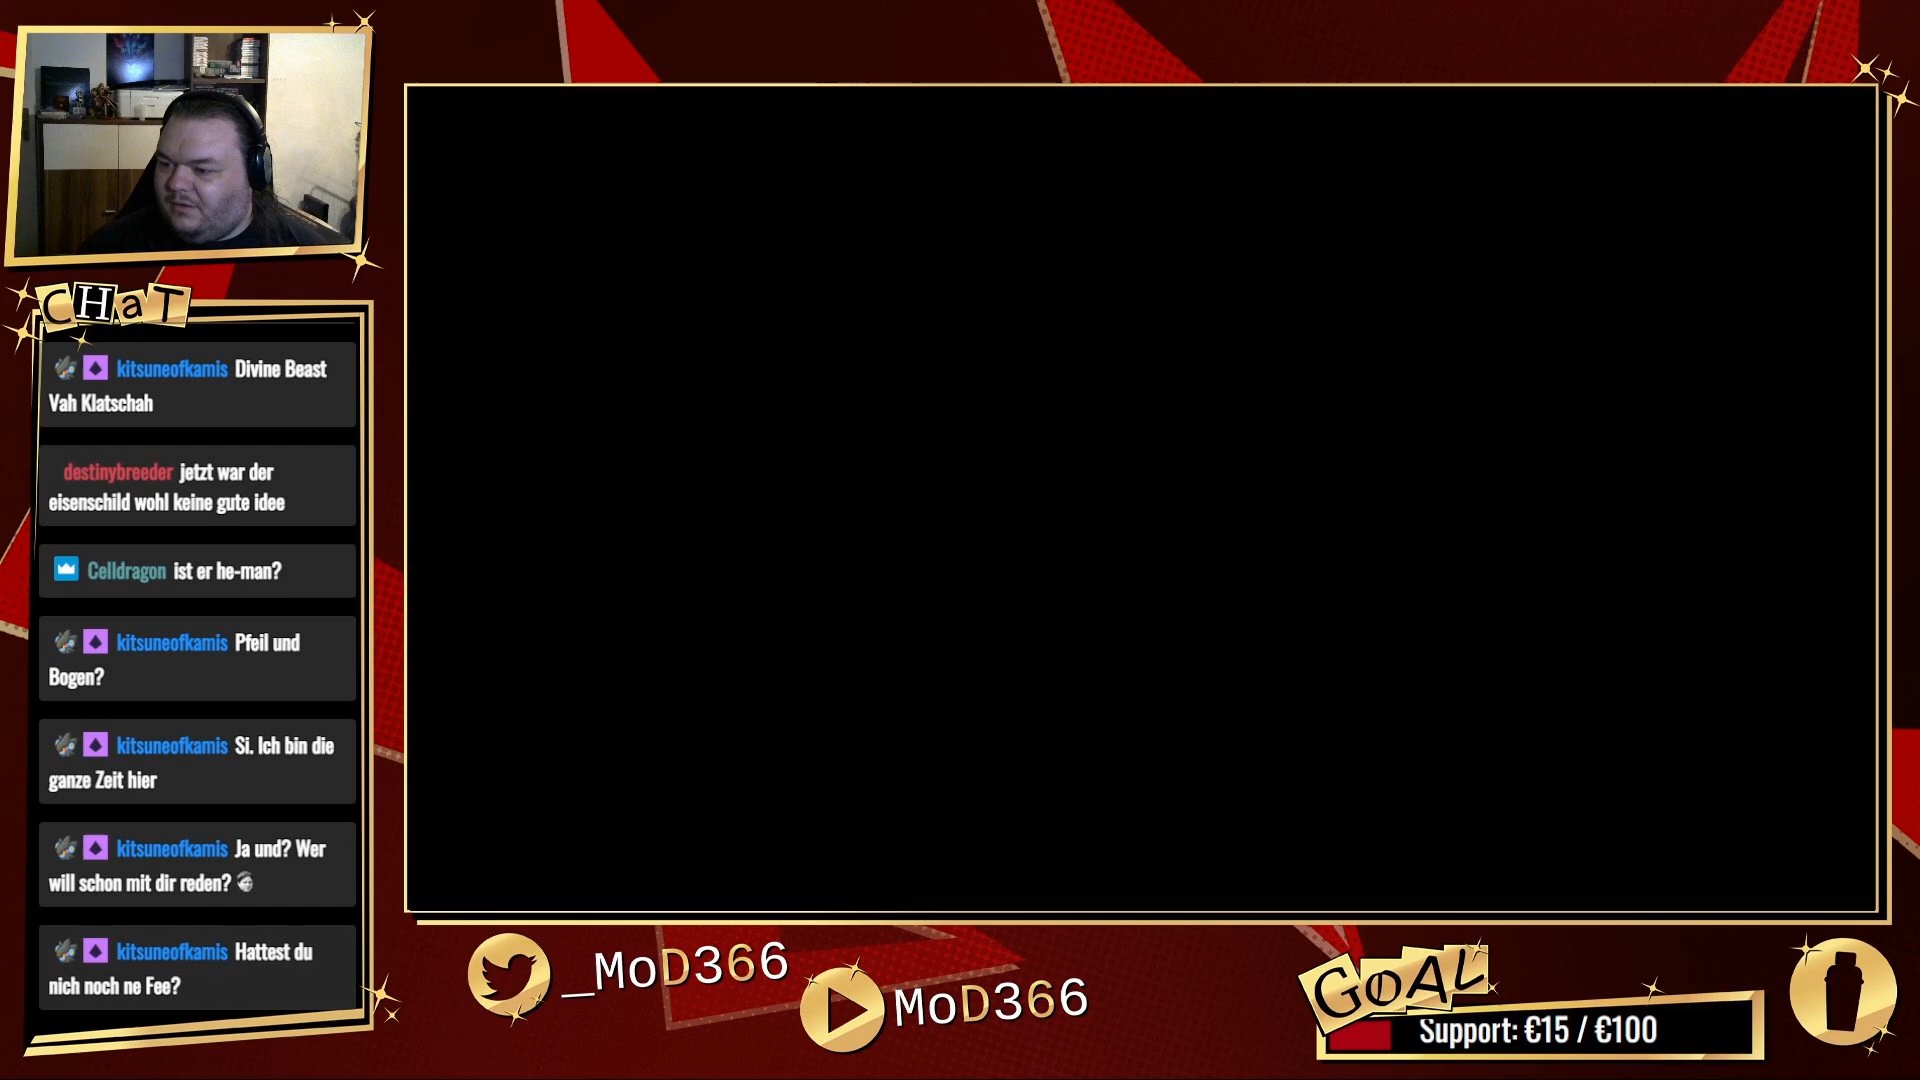 CHaT
kitsuneofkamis Divine Beast
Vah Klatschah
destinybreeder jetzt war der
eisenschild wohl keine gute idee
Celldragon ist er he-man?
kitsuneofkamis Pfeil und
Bogen?
kitsuneofkamis Si. Ich bin die
ganze Zeit hier
kitsuneofkamis Ja und? Wer
will schon mit dir reden?
kitsuneofkamis Hattest du
nich noch ne Fee?
_MoD366
MoD366
GOAL
Support: €15 / €100